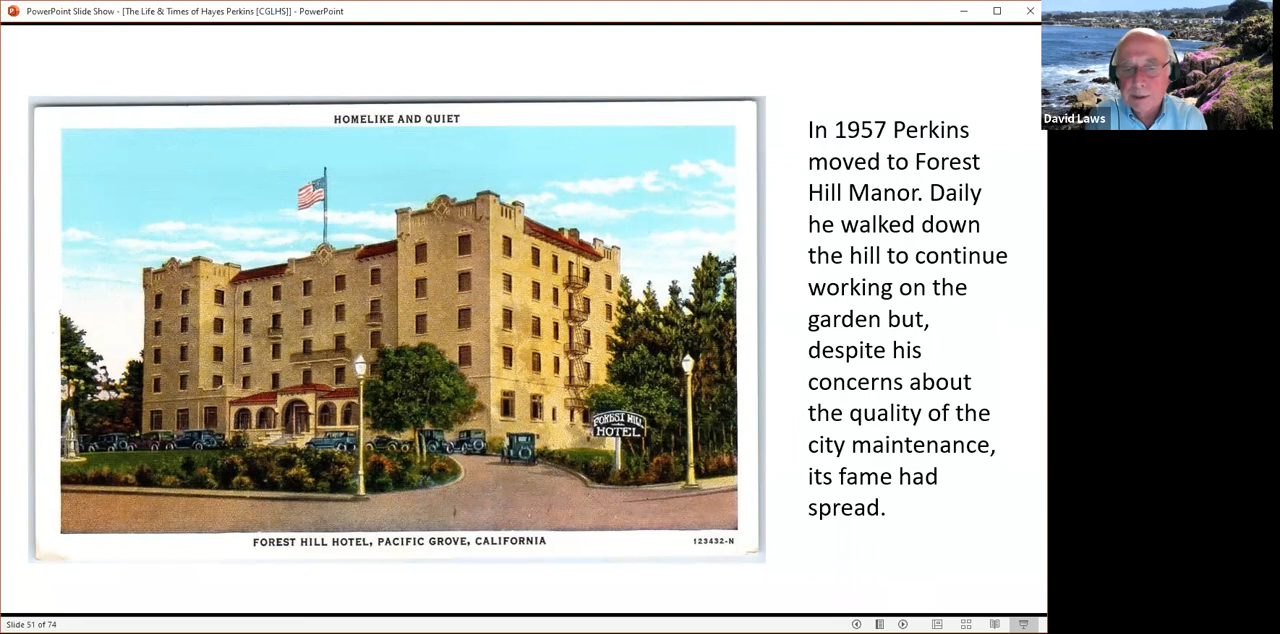 PowerPoint Slide Show - [The Life & Times of Hayes Perkins [CGLHS]] - PowerPoint
David Laws
HOMELIKE AND QUIET
FOREST HILL
HOTEL
FOREST HILL HOTEL, PACIFIC GROVE, CALIFORNIA
123432-N
In 1957 Perkins
moved to Forest
Hill Manor. Daily
he walked down
the hill to continue
working on the
garden but,
despite his
concerns about
the quality of the
city maintenance,
its fame had
spread.
Slide 51 of 74